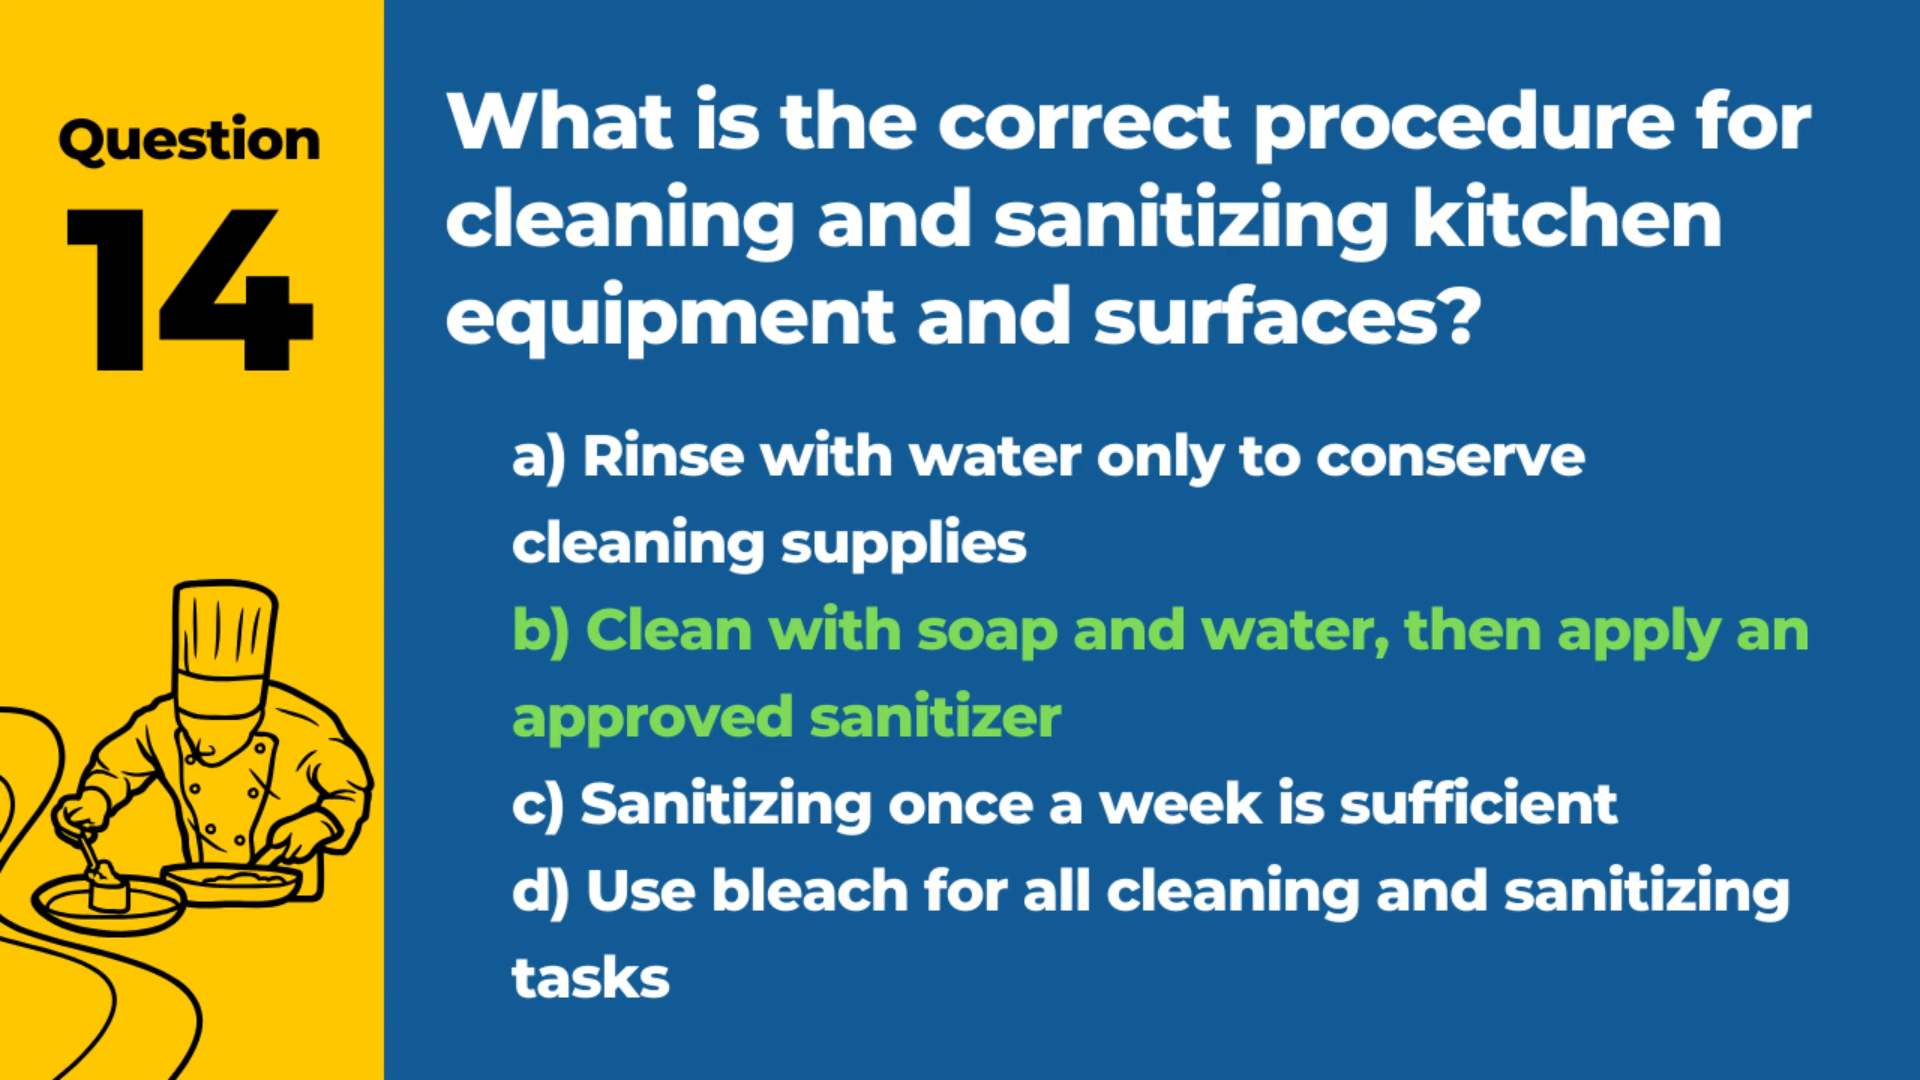 Question
14
What is the correct procedure for
cleaning and sanitizing kitchen
equipment and surfaces?
a) Rinse with water only to conserve
cleaning supplies
b) Clean with soap and water, then apply an
approved sanitizer
c) Sanitizing once a week is sufficient
d) Use bleach for all cleaning and sanitizing
tasks